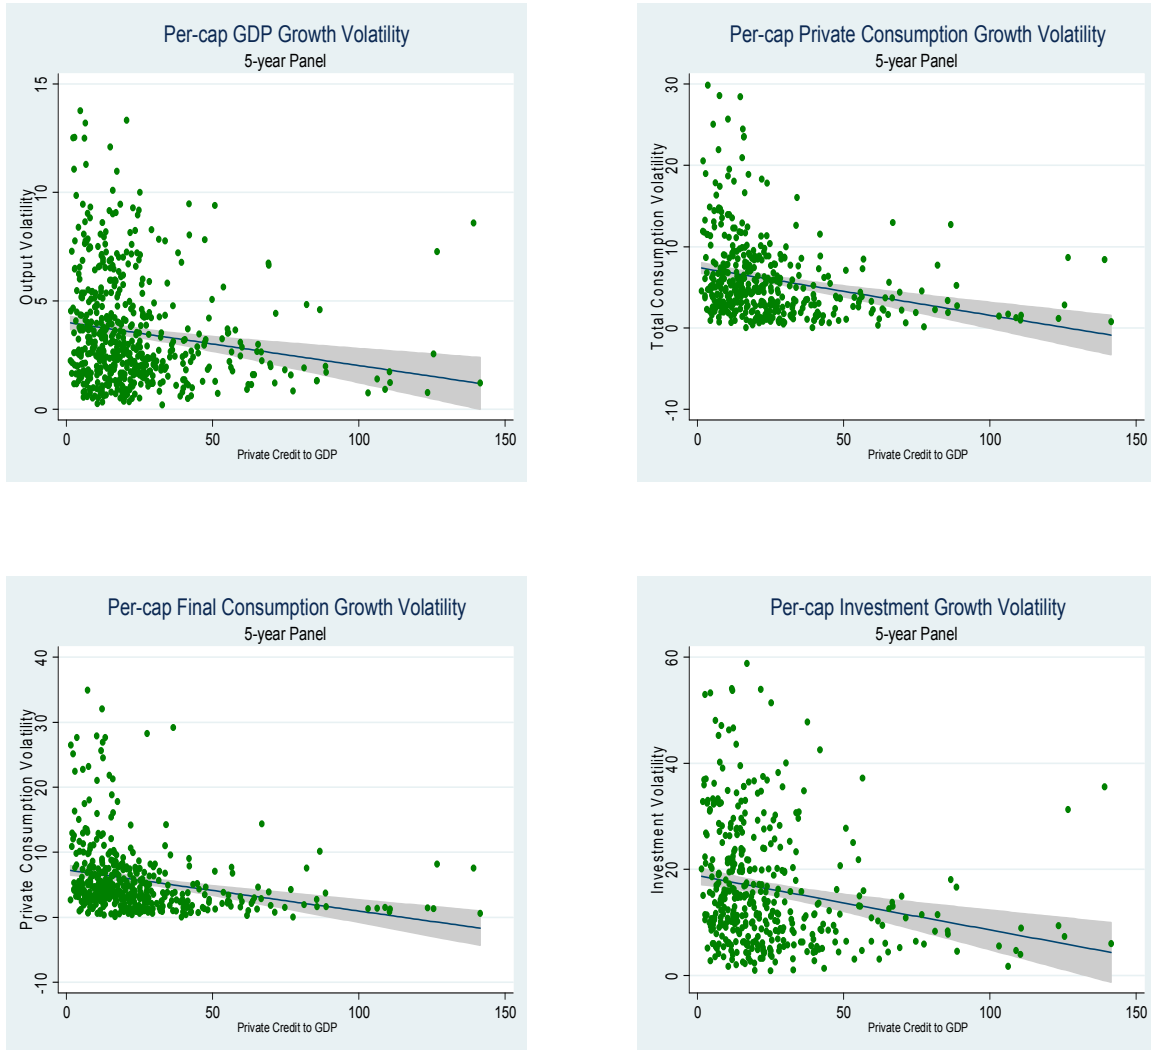 Per-cap GDP Growth Volatility
5-year Panel
Output Volatility
15
10
5
0
0 50 100 150
Private Credit to GDP
Per-cap Private Consumption Growth Volatility
5-year Panel
Total Consumption Volatility
30
20
10
0
-10
0 50 100 150
Private Credit to GDP
Per-cap Final Consumption Growth Volatility
5-year Panel
Private Consumption Volatility
40
30
20
10
0
-10
0 50 100 150
Private Credit to GDP
Per-cap Investment Growth Volatility
5-year Panel
Investment Volatility
60
40
20
0
0 50 100 150
Private Credit to GDP